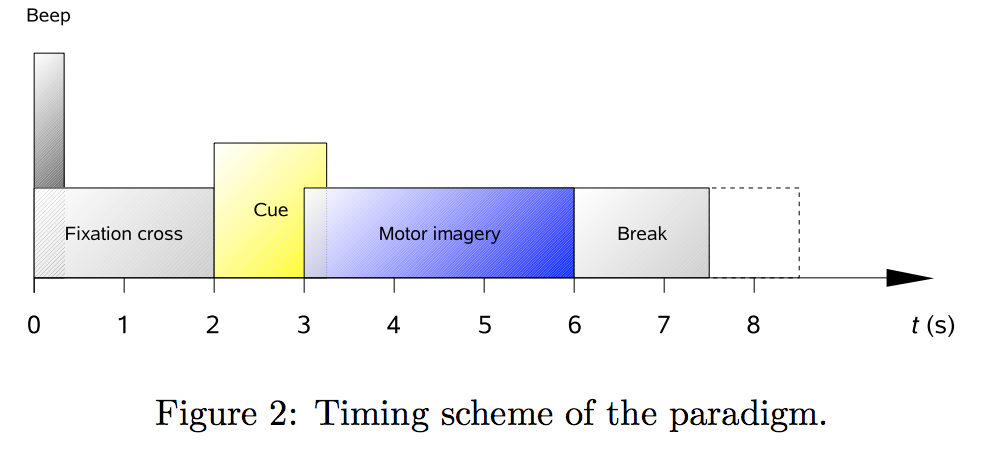 Beep
Cue
Fixation cross
Motor imagery
Break
0 1 2 3 4 5 6 7 8 t (s)
Figure 2: Timing scheme of the paradigm.